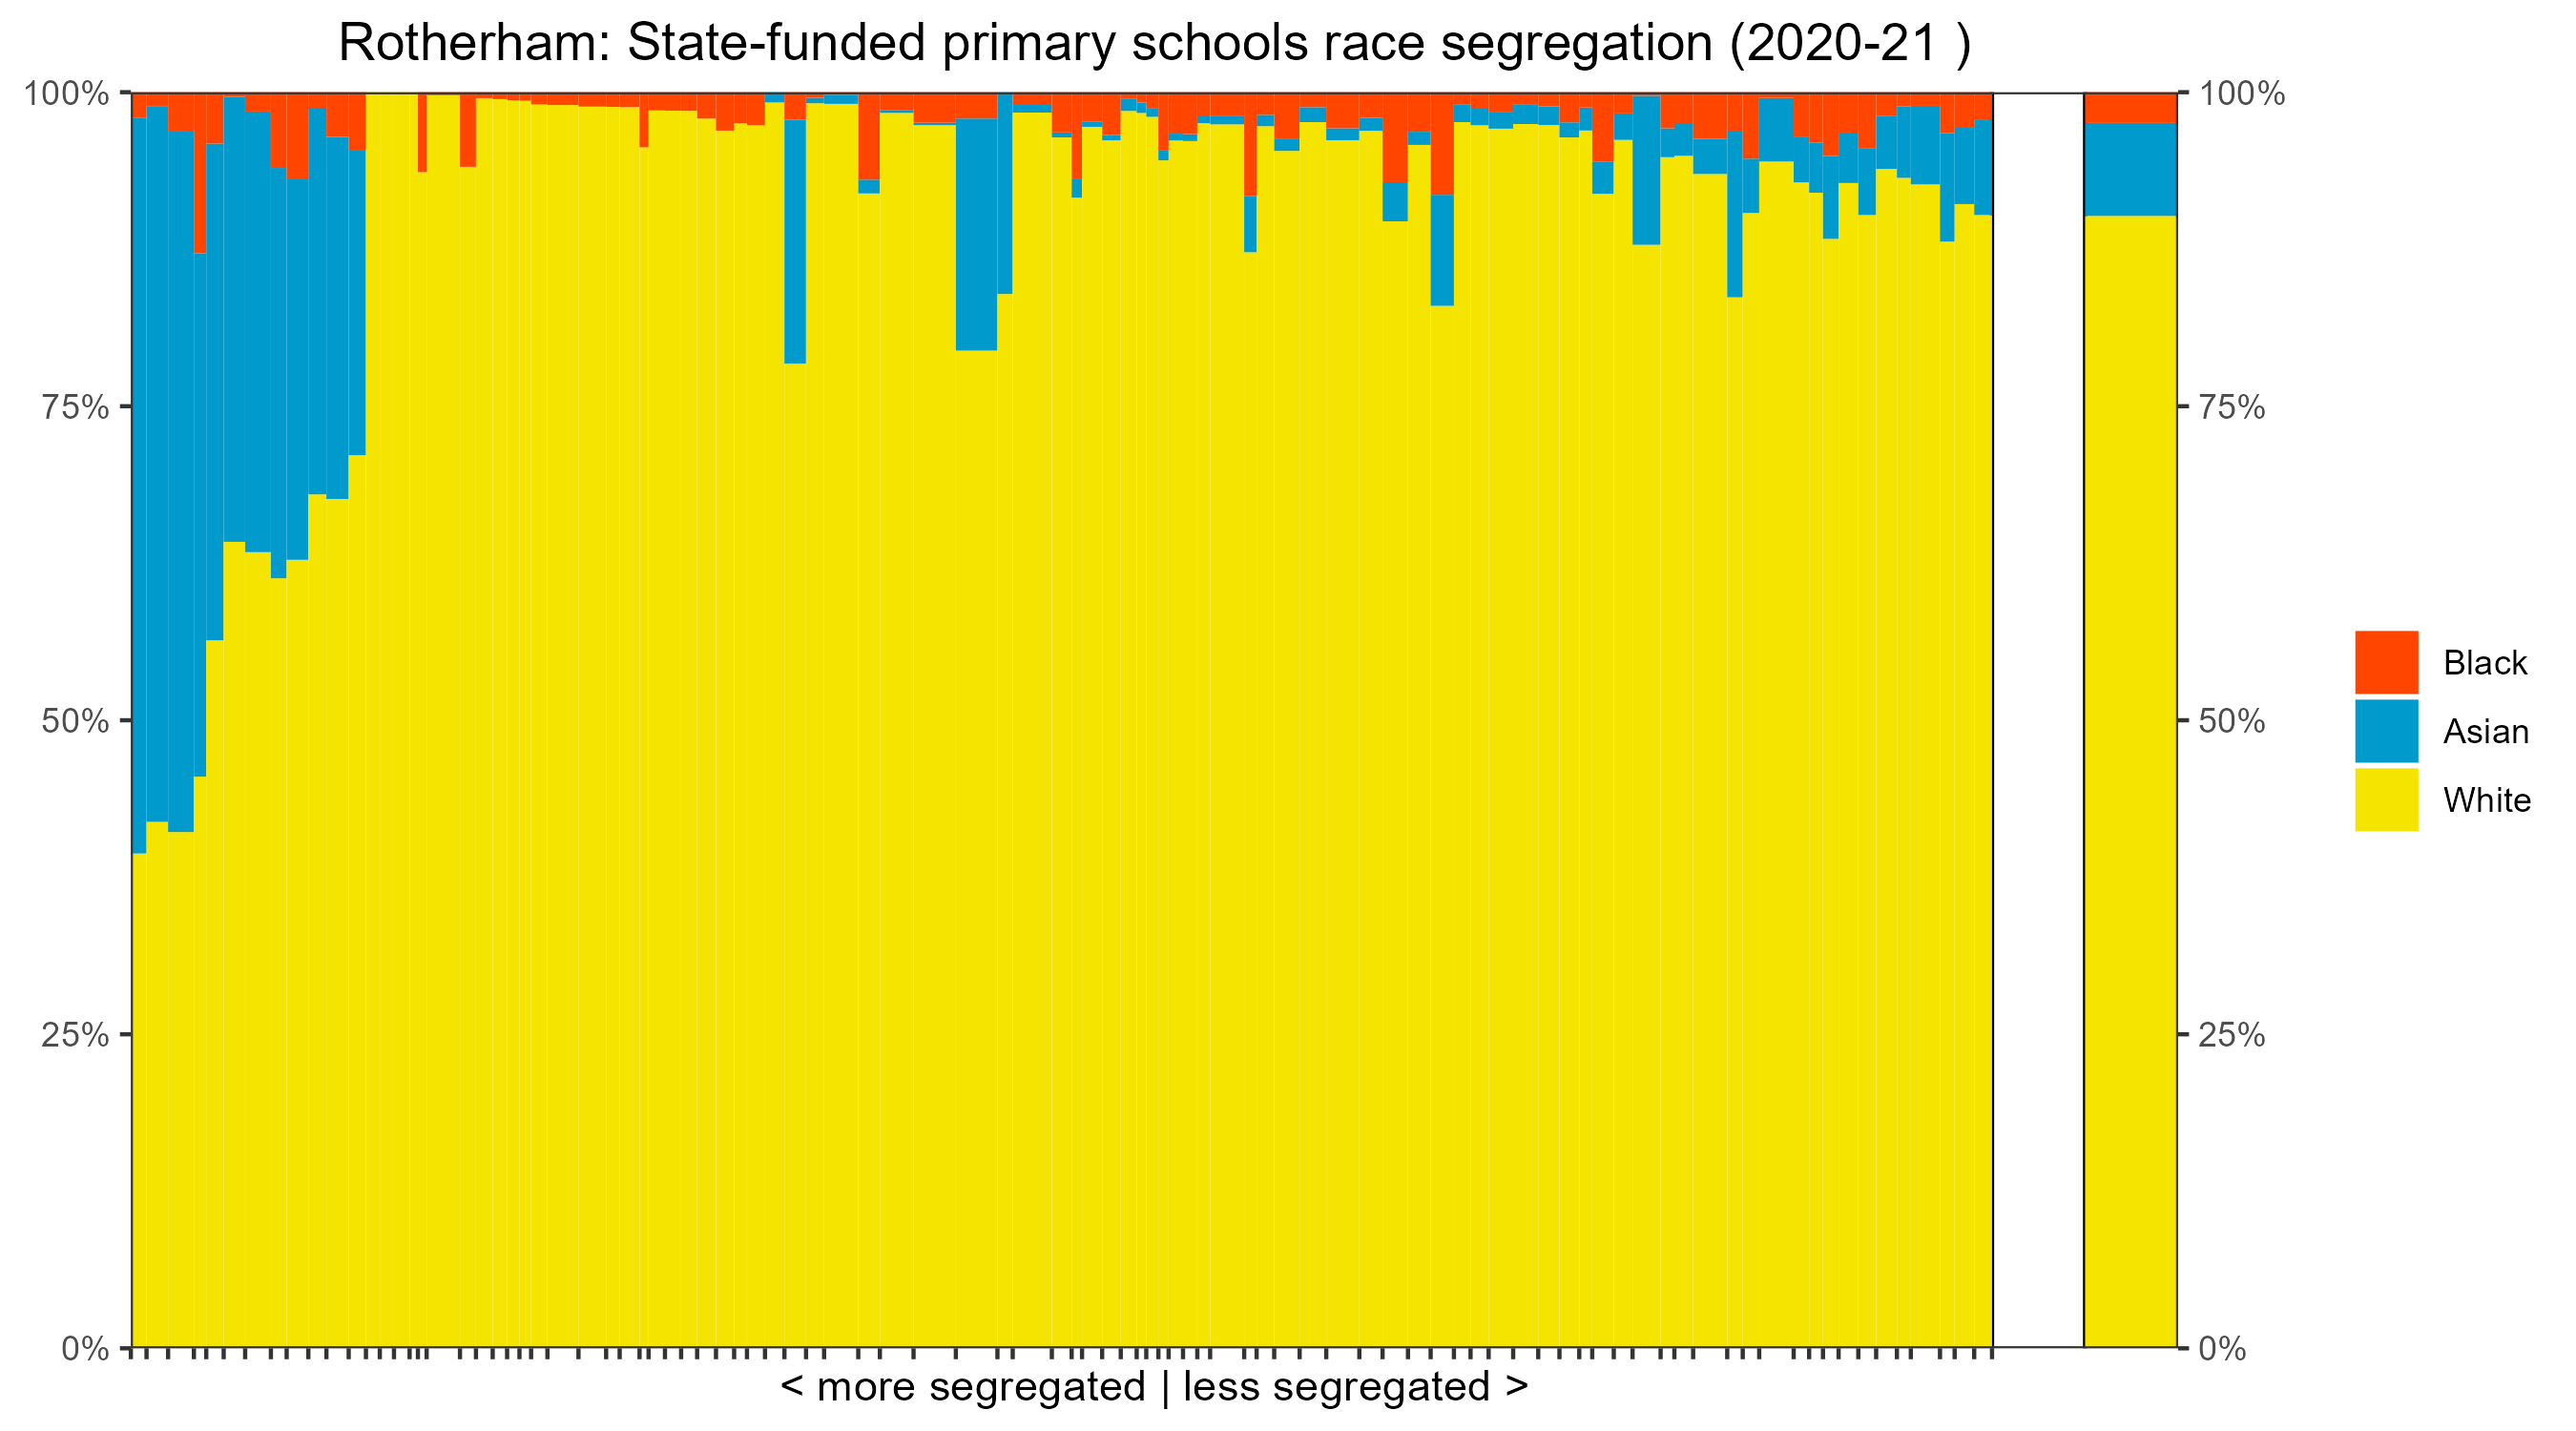 Rotherham: State-funded primary schools race segregation (2020-21 )
100%
75%
50%
25%
0%
100%
75%
50%
25%
0%
Black
Asian
White
< more segregated | less segregated >